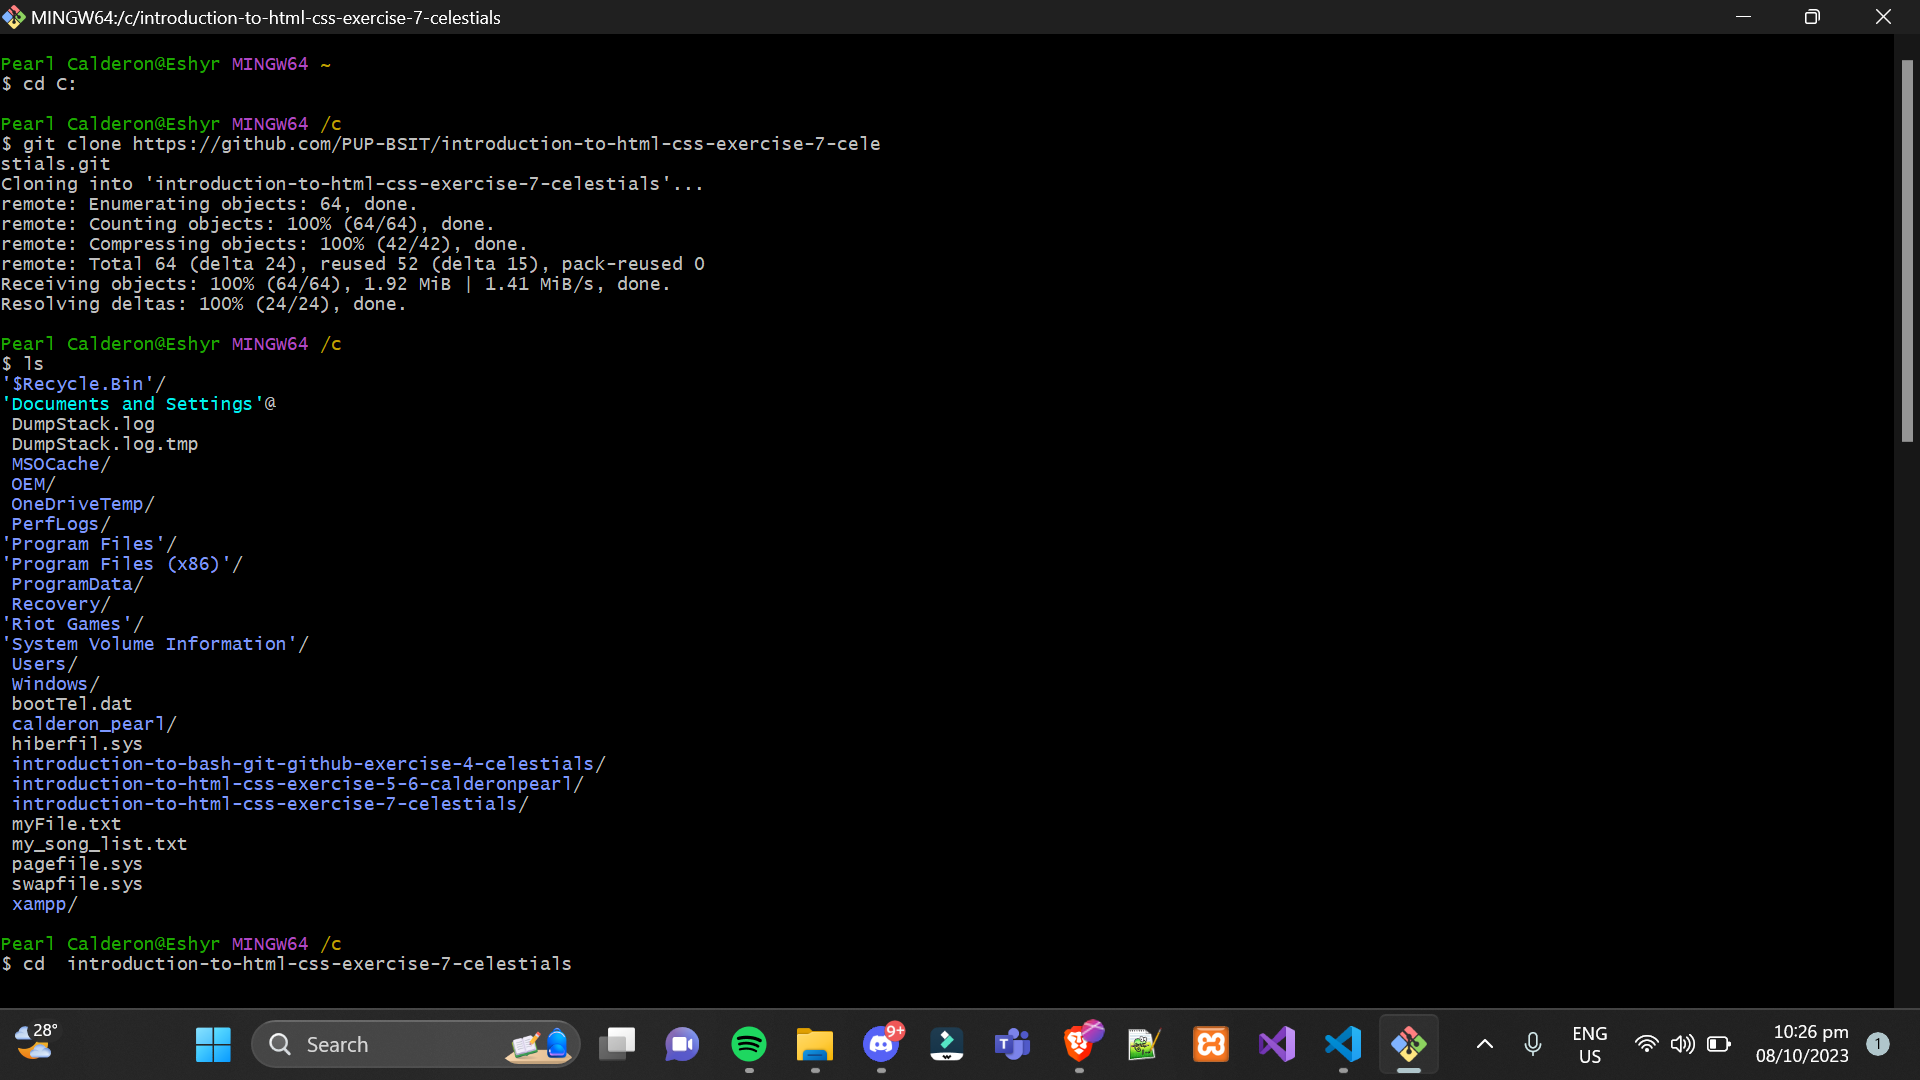 MINGW64:/c/introduction-to-html-css-exercise-7-celestials
Pearl Calderon@Eshyr MINGW64 ~
$ cd C:
Pearl Calderon@Eshyr MINGW64 /c
$ git clone https://github.com/PUP-BSIT/introduction-to-html-css-exercise-7-cele
stials.git
Cloning into 'introduction-to-html-css-exercise-7-celestials'...
remote: Enumerating objects: 64, done.
remote: Counting objects: 100% (64/64), done.
remote: Compressing objects: 100% (42/42), done.
remote: Total 64 (delta 24), reused 52 (delta 15), pack-reused 0
Receiving objects: 100% (64/64), 1.92 MiB | 1.41 MiB/s, done.
Resolving deltas: 100% (24/24), done.
Pearl Calderon@Eshyr MINGW64 /c
$ ls
'$Recycle.Bin'/
'Documents and Settings'@
DumpStack.log
DumpStack.log.tmp
MSOCache/
OEM/
OneDriveTemp/
PerfLogs/
'Program Files'/
'Program Files (x86)'/
ProgramData/
Recovery/
'Riot Games'/
'System Volume Information'/
Users/
Windows/
bootTel.dat
calderon_pearl/
hiberfil.sys
introduction-to-bash-git-github-exercise-4-celestials/
introduction-to-html-css-exercise-5-6-calderonpearl/
introduction-to-html-css-exercise-7-celestials/
myFile.txt
my_song_list.txt
pagefile.sys
swapfile.sys
xampp/
Pearl Calderon@Eshyr MINGW64 /c
$ cd  introduction-to-html-css-exercise-7-celestials
28°
Search
9+
ENG
US
10:26 pm
08/10/2023
1